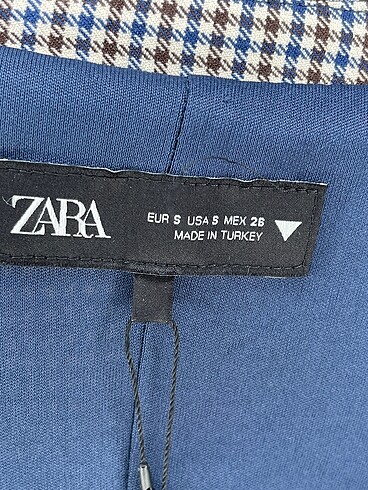 ZARA
EUR S USA S MEX 26
MADE IN TURKEY